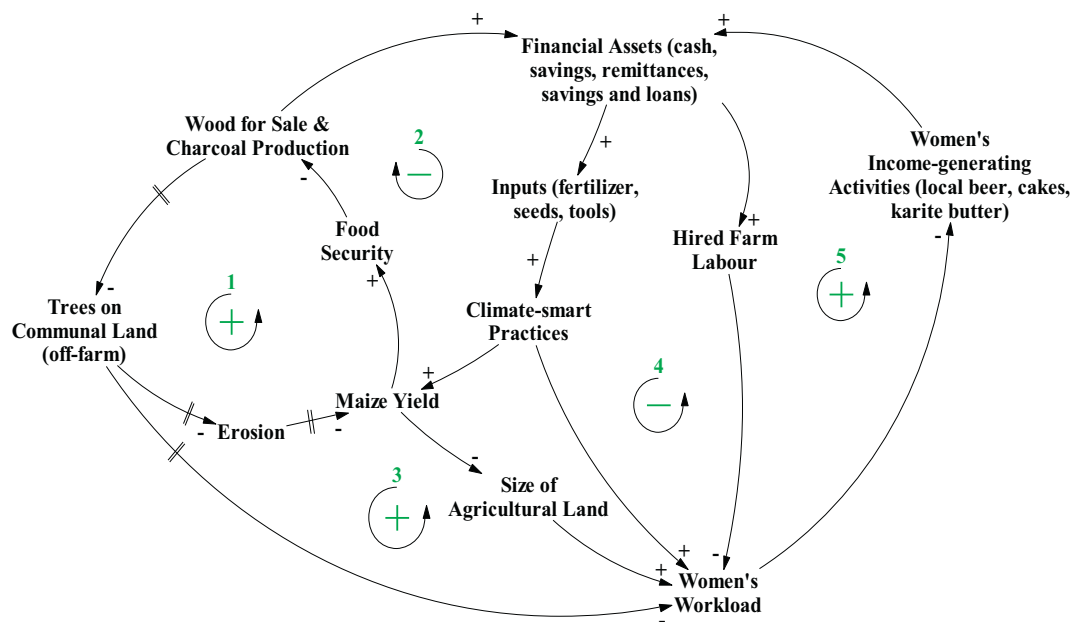 +
+
Financial Assets (cash,
savings, remittances,
savings and loans)
Wood for Sale &
Charcoal Production
-
2
−
+
Inputs (fertilizer,
seeds, tools)
Women's
Income-generating
Activities (local beer, cakes,
karite butter)
-
+
Hired Farm
Labour
Food
Security
+
+
5
+
-
Trees on
Communal Land
(off-farm)
1
+
Climate-smart
Practices
4
−
+
Maize Yield
-
Erosion
-
-
3
+
Size of
Agricultural Land
+
+
-
Women's
Workload
-